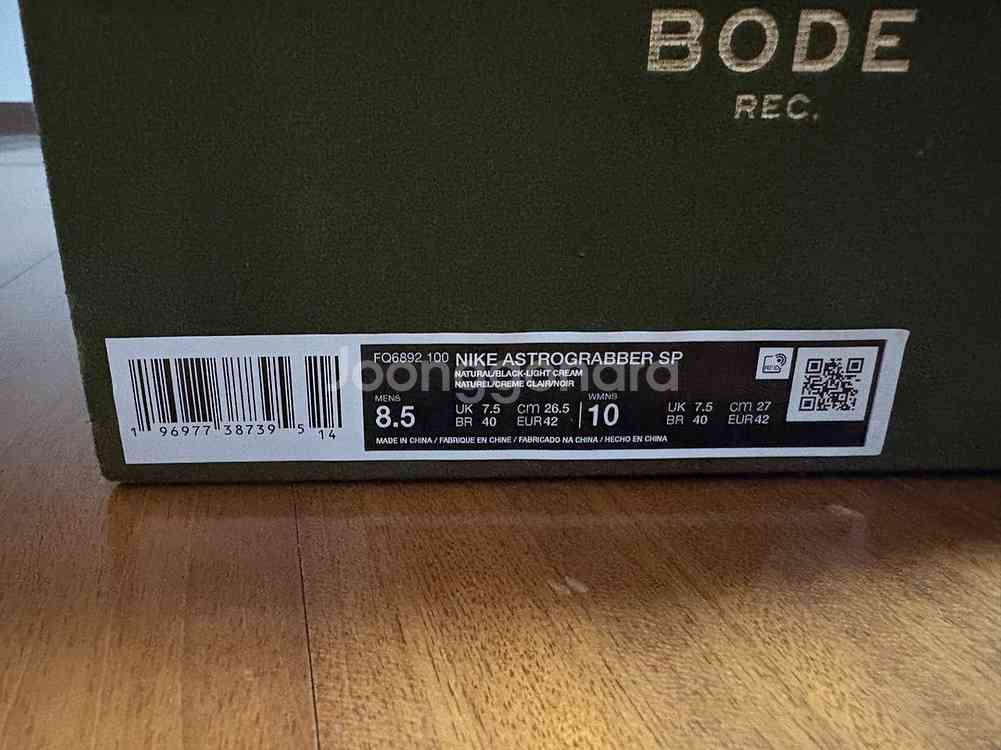 BODE
REC.
FQ6892 100 NIKE ASTROGRABBER SP
NATURAL/BLACK-LIGHT CREAM
NATUREL/CREME CLAIR/NOIR
MENS
8.5
UK 7.5 cm 26.5
BR 40 EUR 42
WMNS
10
UK 7.5 cm 27
BR 40 EUR 42
MADE IN CHINA / FABRIQUE EN CHINE / FABRICADO NA CHINA / HECHO EN CHINA
1 96977 38739 5 14
Joonggonara